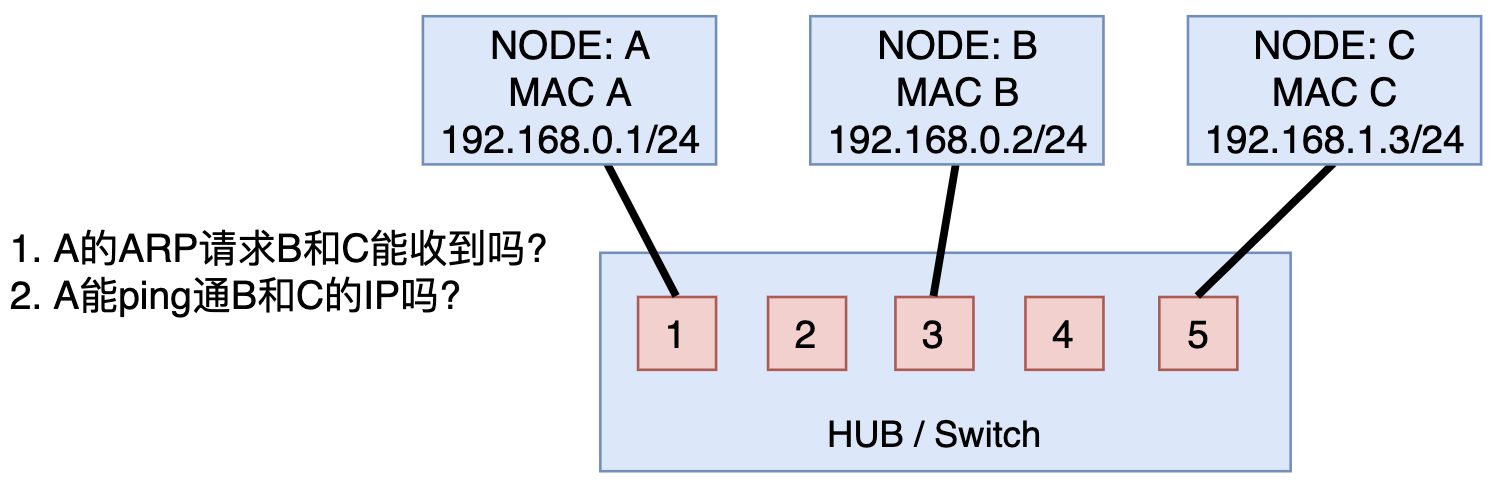 NODE: A
MAC A
192.168.0.1/24
NODE: B
MAC B
192.168.0.2/24
NODE: C
MAC C
192.168.1.3/24
1. A的ARP请求B和C能收到吗?
2. A能ping通B和C的IP吗?
1
2
3
4
5
HUB / Switch